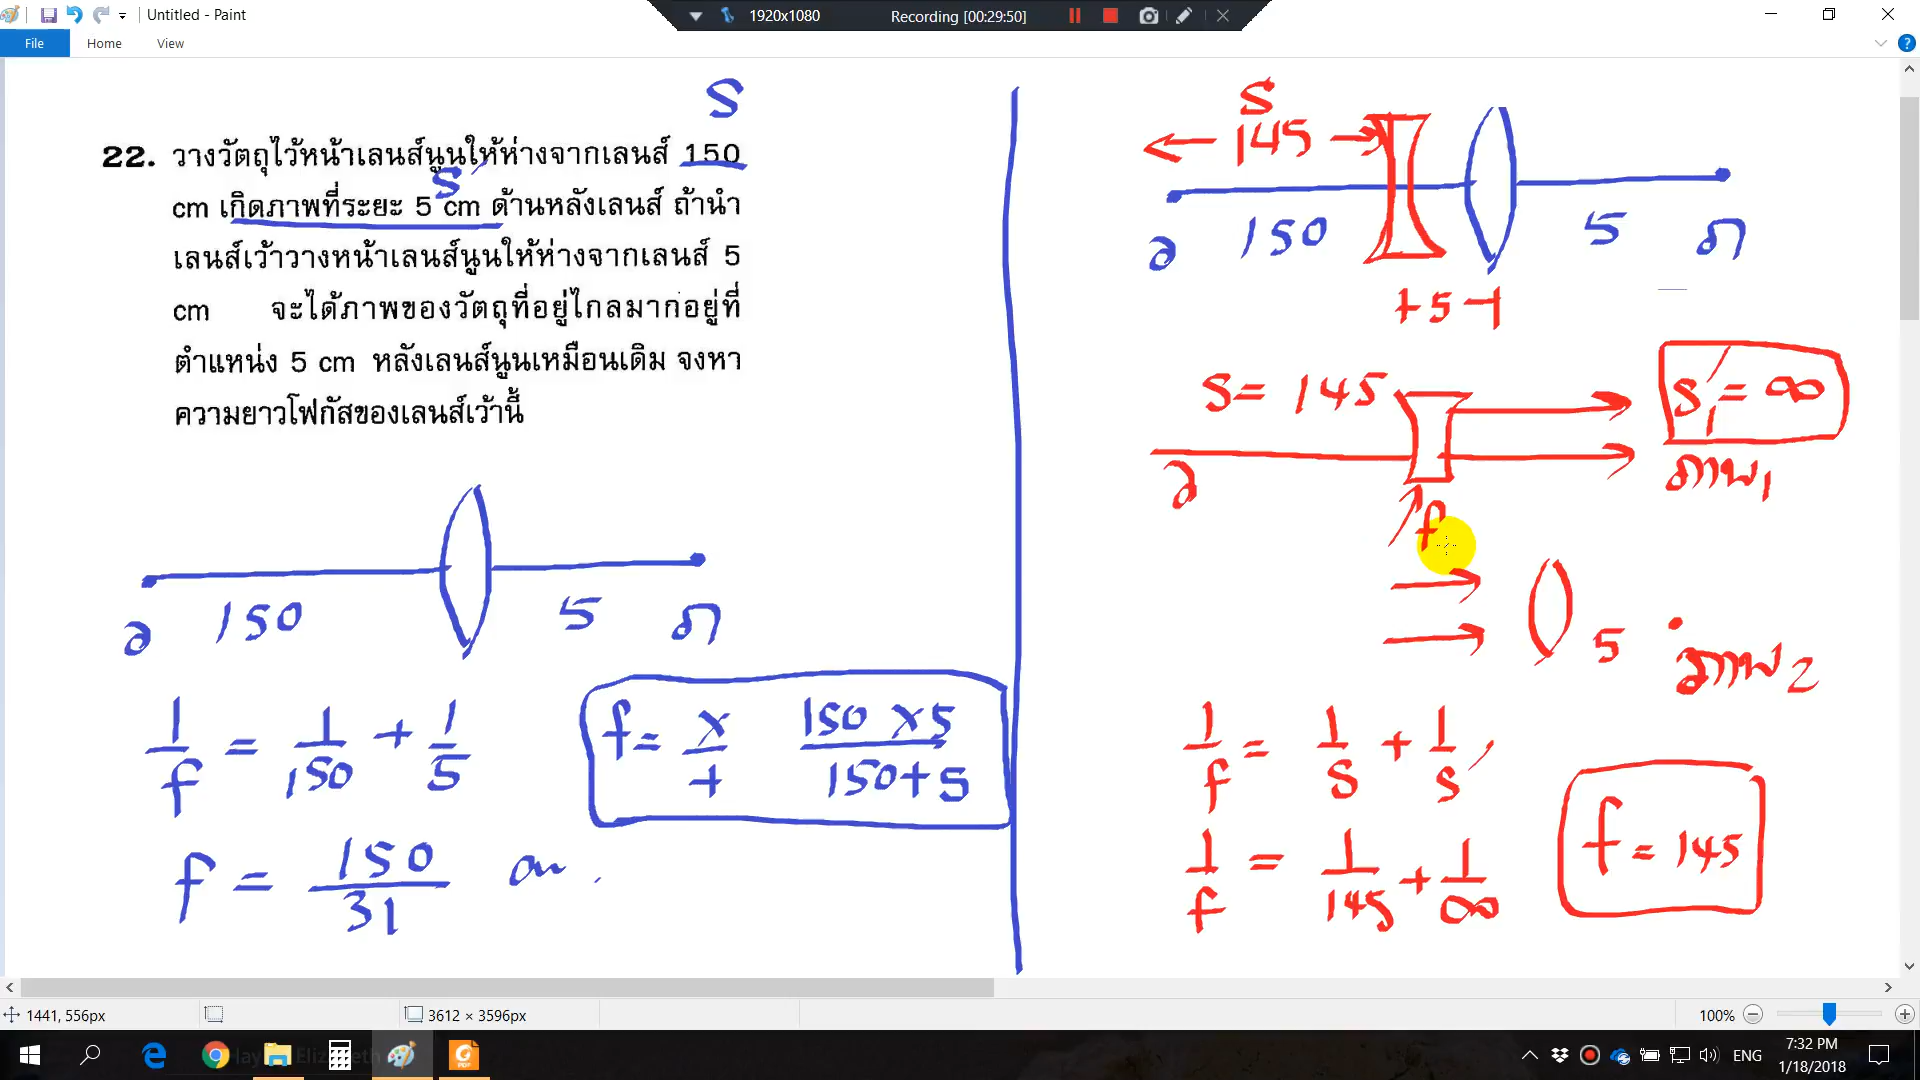 Untitled - Paint
1920x1080
Recording [00:29:50]
File
Home
View
22. วางวัตถุไว้หน้าเลนส์นูนให้ห่างจากเลนส์ 150
cm เกิดภาพที่ระยะ 5 cm ด้านหลังเลนส์ ถ้านำ
เลนส์เว้าวางหน้าเลนส์นูนให้ห่างจากเลนส์ 5
cm จะได้ภาพของวัตถุที่อยู่ไกลมากอยู่ที่
ตำแหน่ง 5 cm หลังเลนส์นูนเหมือนเดิม จงหา
ความยาวโฟกัสของเลนส์เว้านี้
S
S′
150
5
ภ
1/f = 1/150 + 1/5
f = x/+ 150 x 5/150+5
f = 150/31
S
145
150
5
ภ
+5+
S = 145
S′1 = ∞
ภาพ1
f
5
ภาพ2
1/f = 1/S + 1/S′
1/f = 1/145 + 1/∞
f = 145
1441, 556px
3612 × 3596px
100%
ENG
7:32 PM
1/18/2018